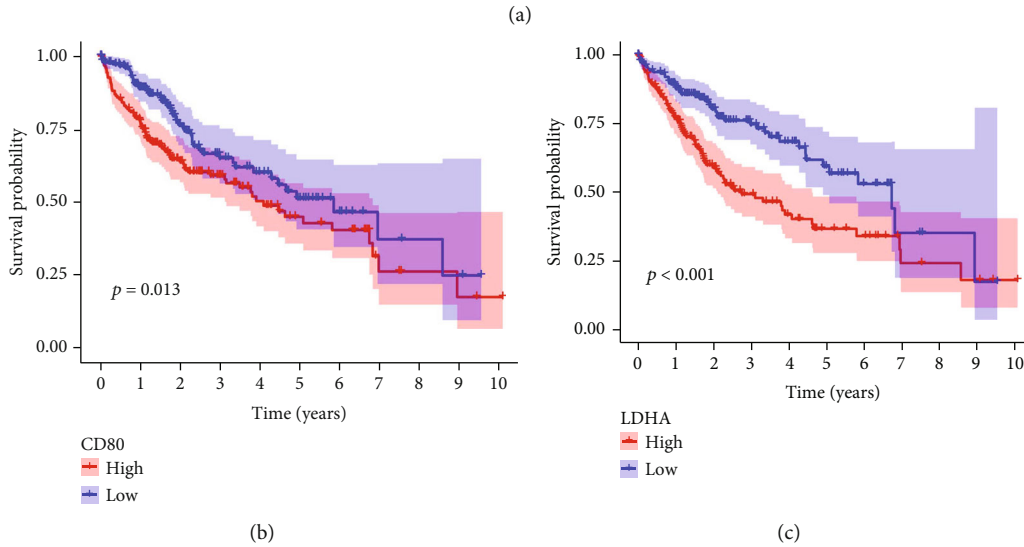 (a)
1.00
0.75
0.50
0.25
0.00
Survival probability
p = 0.013
0 1 2 3 4 5 6 7 8 9 10
Time (years)
CD80
High
Low
(b)
1.00
0.75
0.50
0.25
0.00
Survival probability
p < 0.001
0 1 2 3 4 5 6 7 8 9 10
Time (years)
LDHA
High
Low
(c)